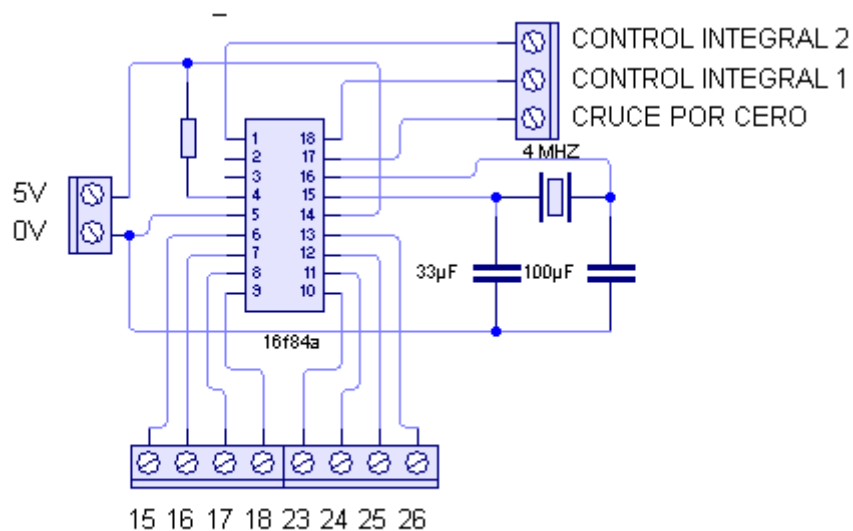 CONTROL INTEGRAL 2
CONTROL INTEGRAL 1
CRUCE POR CERO
4 MHZ
5V
0V
1 18
2 17
3 16
4 15
5 14
6 13
7 12
8 11
9 10
33µF 100µF
16f84a
15 16 17 18 23 24 25 26